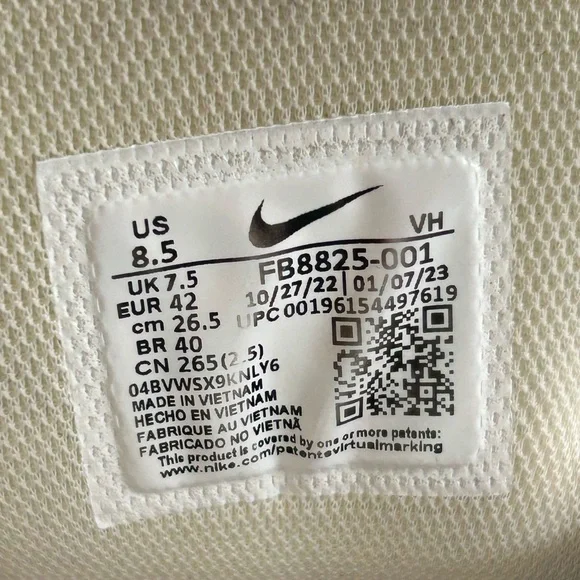 US
8.5
VH
FB8825-001
UK 7.5
10/27/22 | 01/07/23
EUR 42
UPC 00196154497619
cm 26.5
BR 40
CN 265(2.5)
04BVWSX9KNLY6
MADE IN VIETNAM
HECHO EN VIETNAM
FABRIQUE AU VIETNAM
FABRICADO NO VIETNÃ
This product is covered by one or more patents:
www.nike.com/patentsvirtualmarking